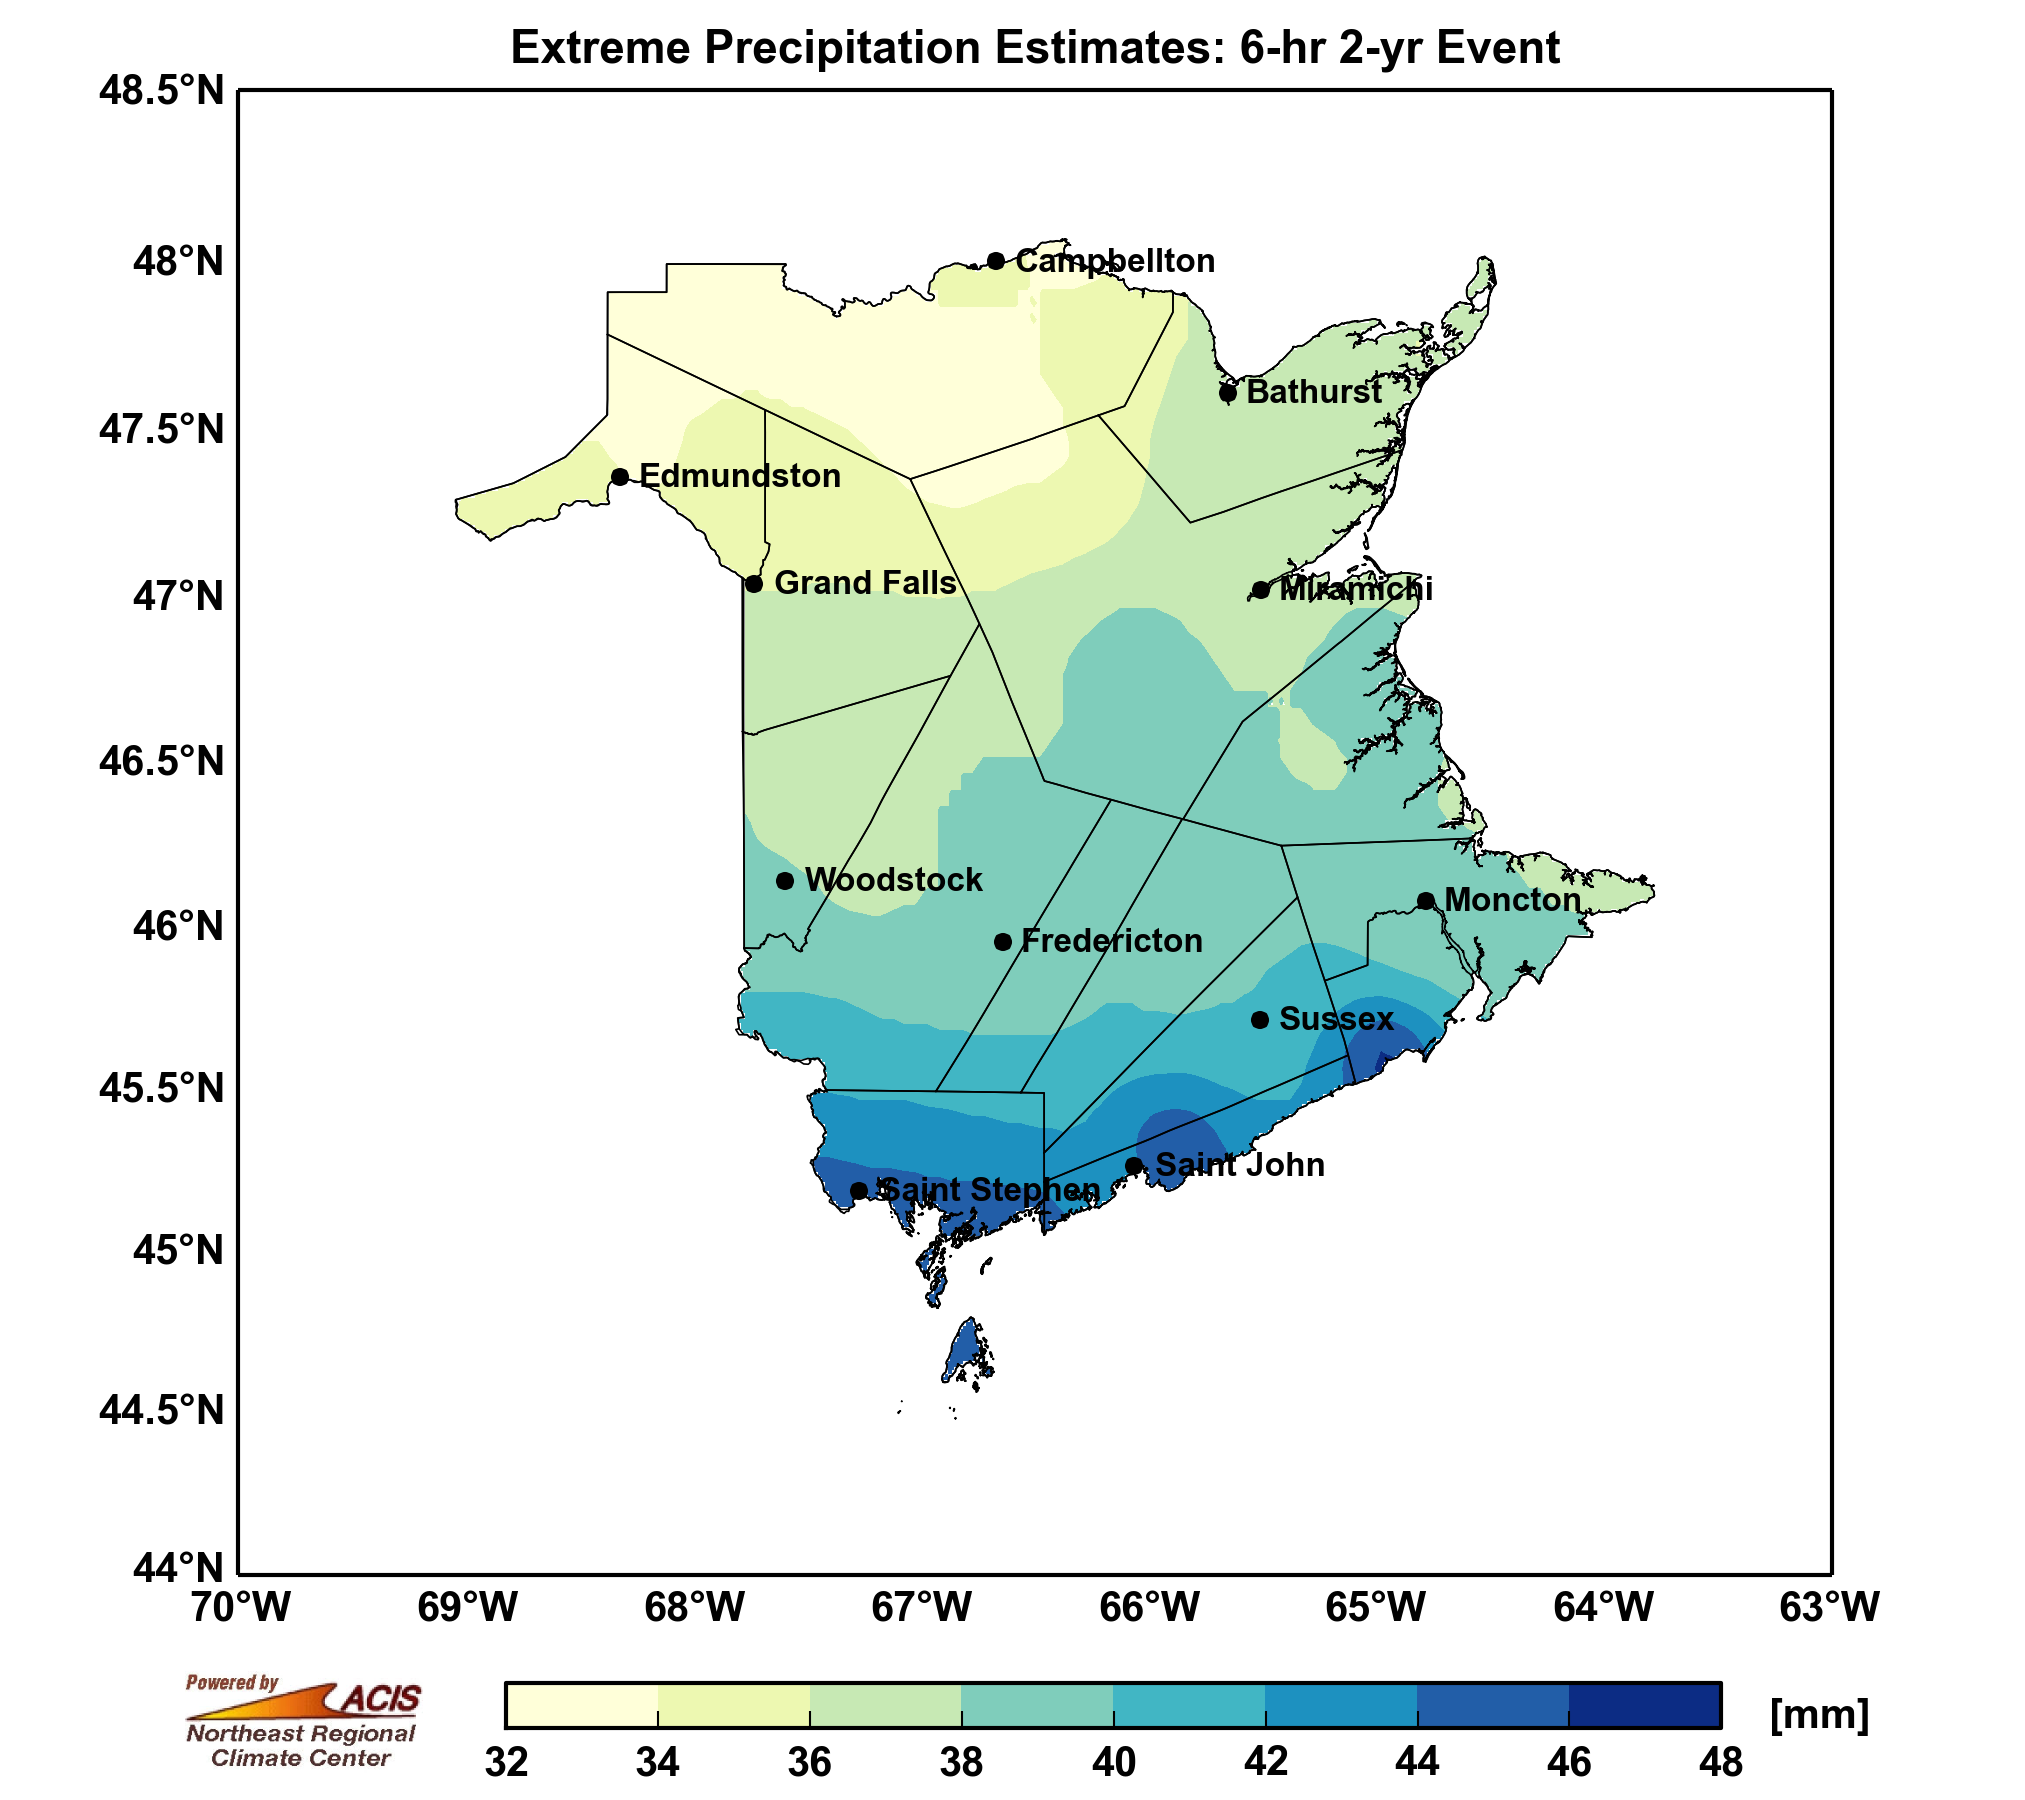 Extreme Precipitation Estimates: 6-hr 2-yr Event
48.5°N
48°N
47.5°N
47°N
46.5°N
46°N
45.5°N
45°N
44.5°N
44°N
Campbellton
Bathurst
Edmundston
Grand Falls
Miramichi
Woodstock
Moncton
Fredericton
Sussex
Saint John
Saint Stephen
70°W 69°W 68°W 67°W 66°W 65°W 64°W 63°W
Powered by
ACIS
Northeast Regional
Climate Center
[mm]
32 34 36 38 40 42 44 46 48